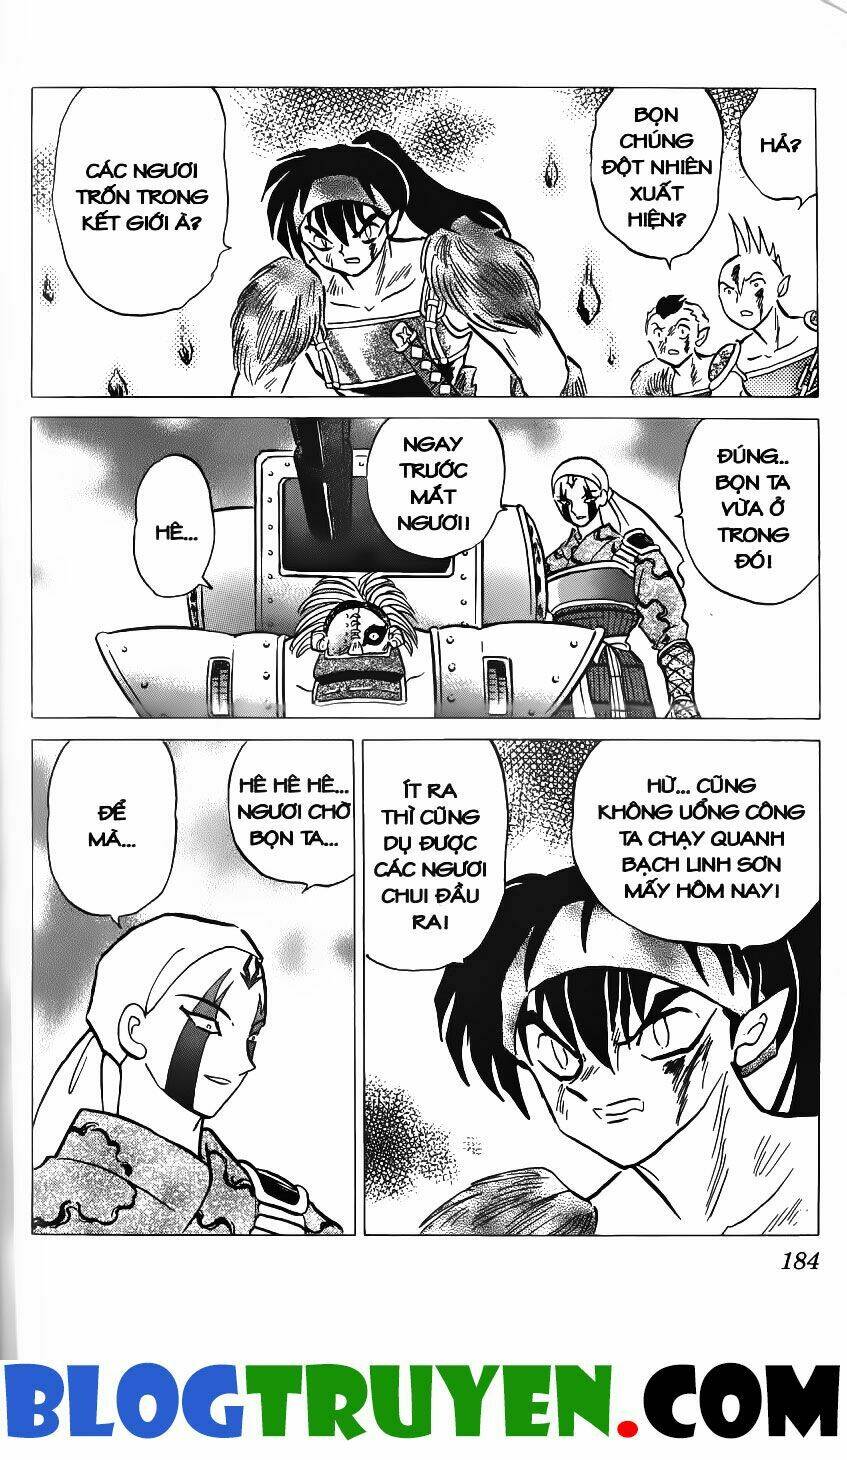 HẢ?
BỌN
CHÚNG
ĐỘT NHIÊN
XUẤT
HIỆN?
CÁC NGƯƠI
TRỐN TRONG
KẾT GIỚI À?
ĐÚNG...
BỌN TA
VỪA Ở
TRONG
ĐÓ!
NGAY
TRƯỚC
MẮT
NGƯƠI!
HÊ...
HỪ... CŨNG
KHÔNG UỔNG CÔNG
TA CHẠY QUANH
BẠCH LINH SƠN
MẤY HÔM NAY!
ÍT RA
THÌ CŨNG
DỤ ĐƯỢC
CÁC NGƯƠI
CHUI ĐẦU
RA!
HÊ HÊ HÊ...
NGƯƠI CHỜ
BỌN TA...
ĐỂ
MÀ...
184
BLOGTRUYEN.COM